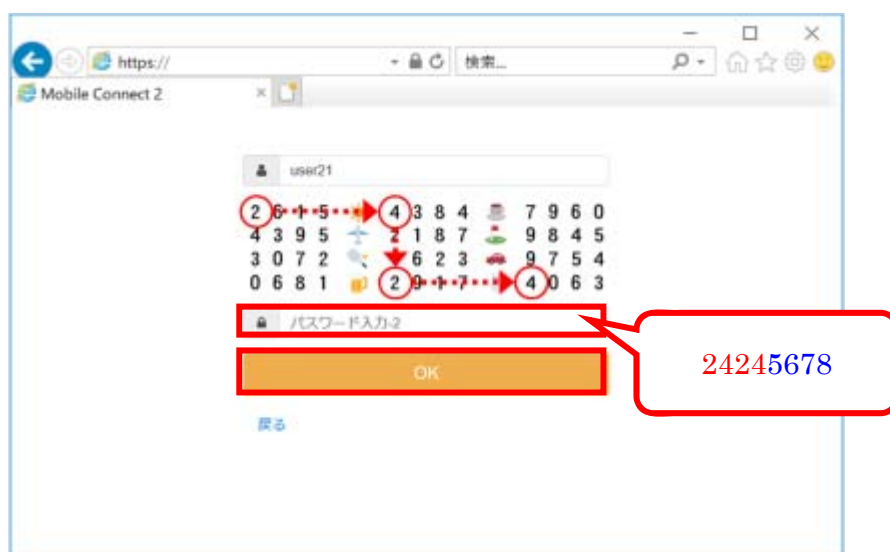 https://
検索...
Mobile Connect 2
user21
2 6 1 5 4 3 8 4 7 9 6 0
4 3 9 5 2 1 8 7 9 8 4 5
3 0 7 2 6 2 3 9 7 5 4
0 6 8 1 2 9 1 7 4 0 6 3
パスワード入力-2
OK
24245678
戻る